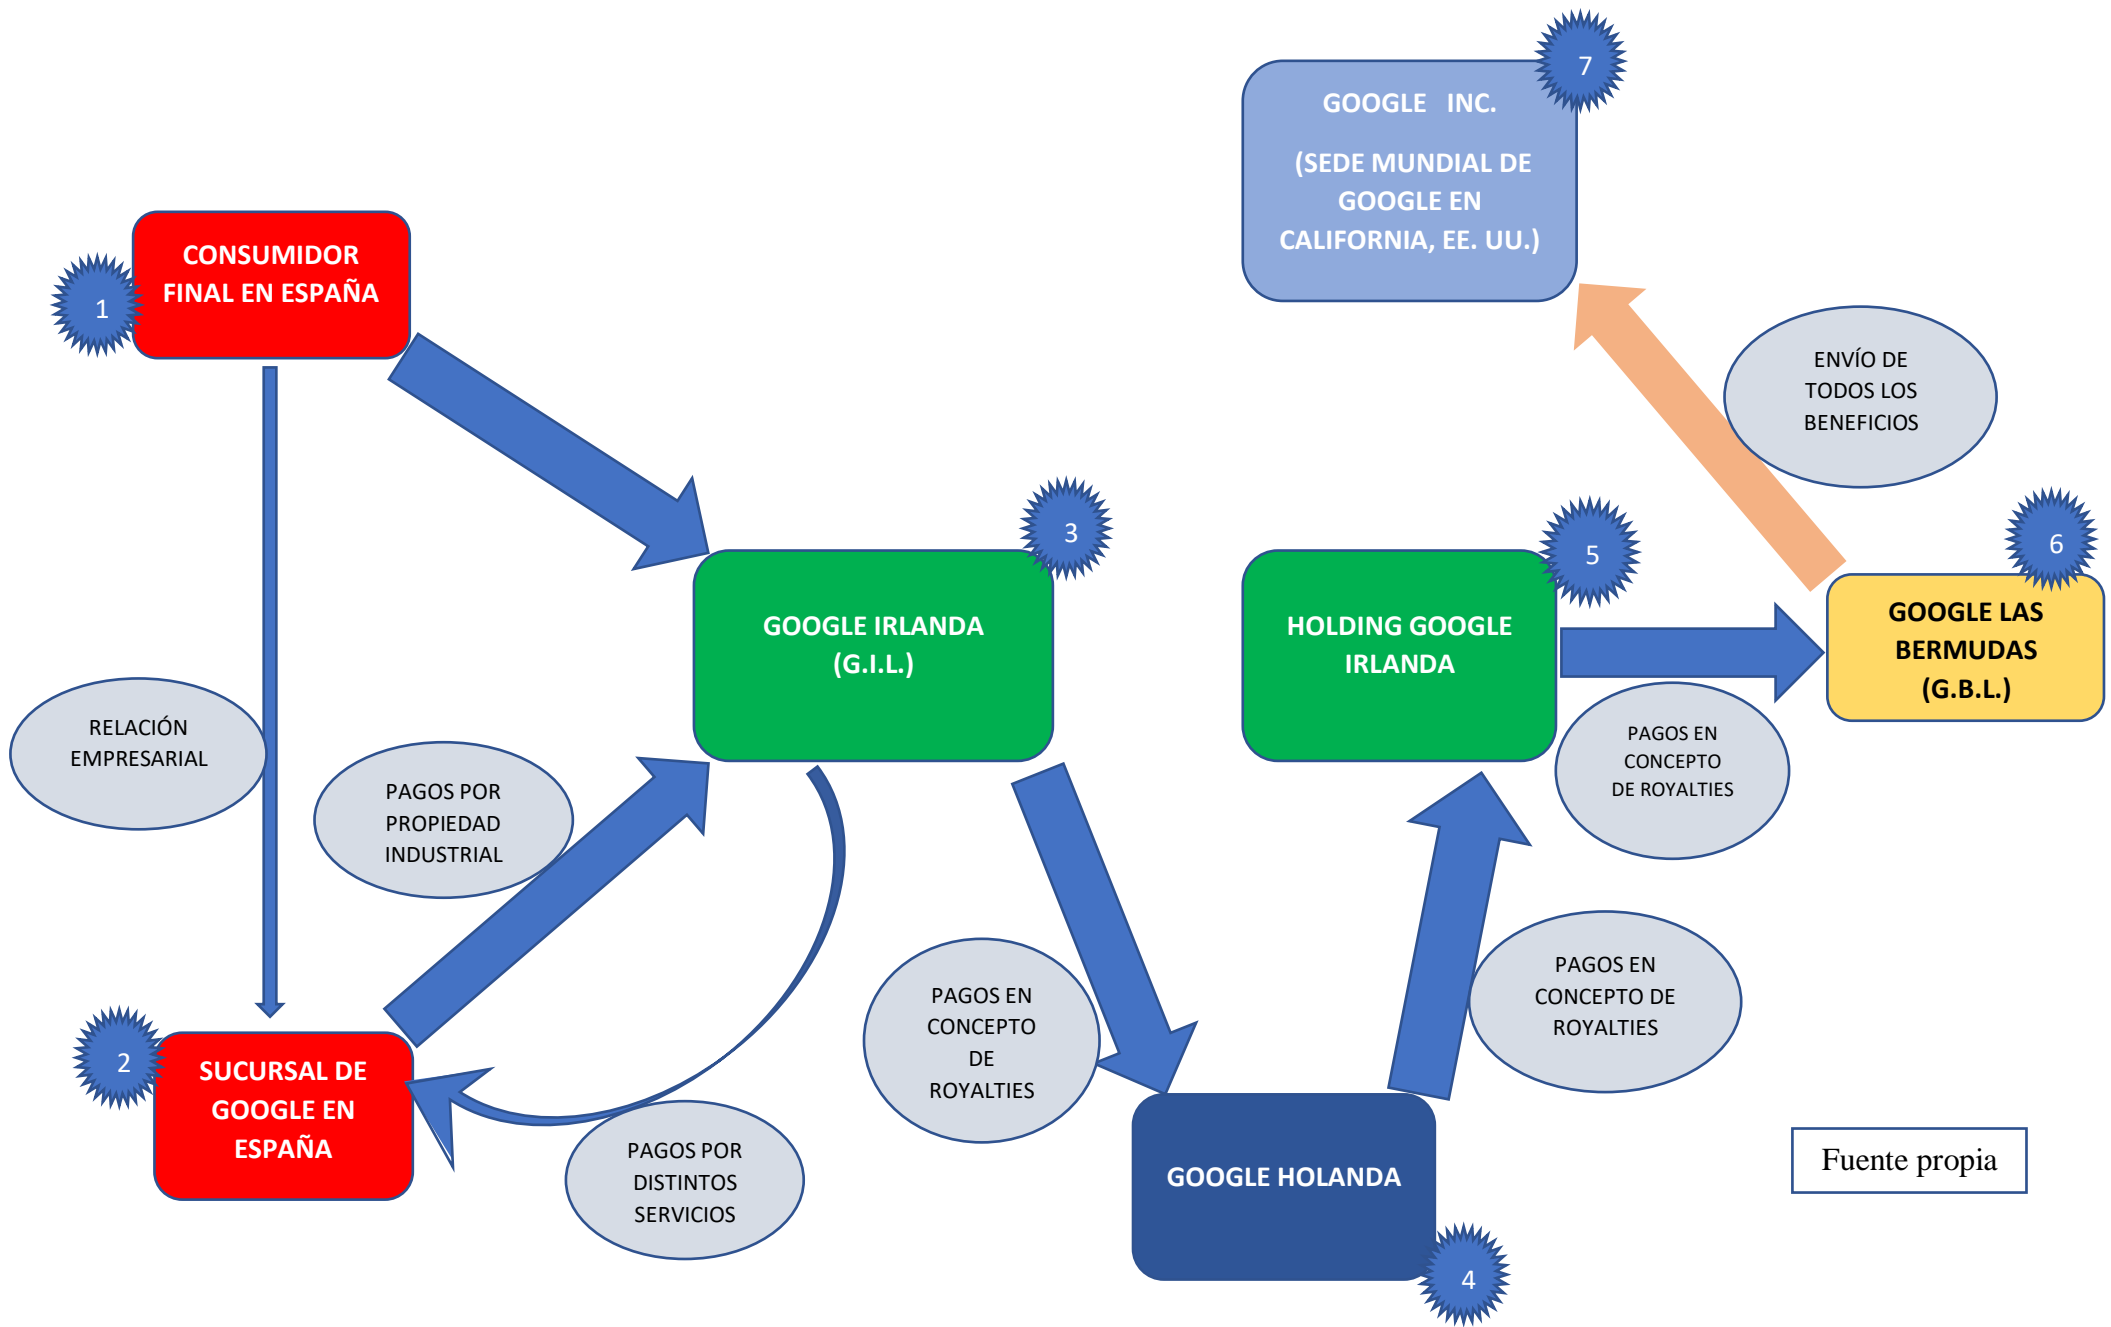 1
CONSUMIDOR
FINAL EN ESPAÑA
RELACIÓN
EMPRESARIAL
2
SUCURSAL DE
GOOGLE EN
ESPAÑA
PAGOS POR
PROPIEDAD
INDUSTRIAL
3
GOOGLE IRLANDA
(G.I.L.)
PAGOS POR
DISTINTOS
SERVICIOS
PAGOS EN
CONCEPTO
DE
ROYALTIES
4
GOOGLE HOLANDA
PAGOS EN
CONCEPTO DE
ROYALTIES
5
HOLDING GOOGLE
IRLANDA
PAGOS EN
CONCEPTO
DE ROYALTIES
6
GOOGLE LAS
BERMUDAS
(G.B.L.)
ENVÍO DE
TODOS LOS
BENEFICIOS
7
GOOGLE INC.
(SEDE MUNDIAL DE
GOOGLE EN
CALIFORNIA, EE. UU.)
Fuente propia